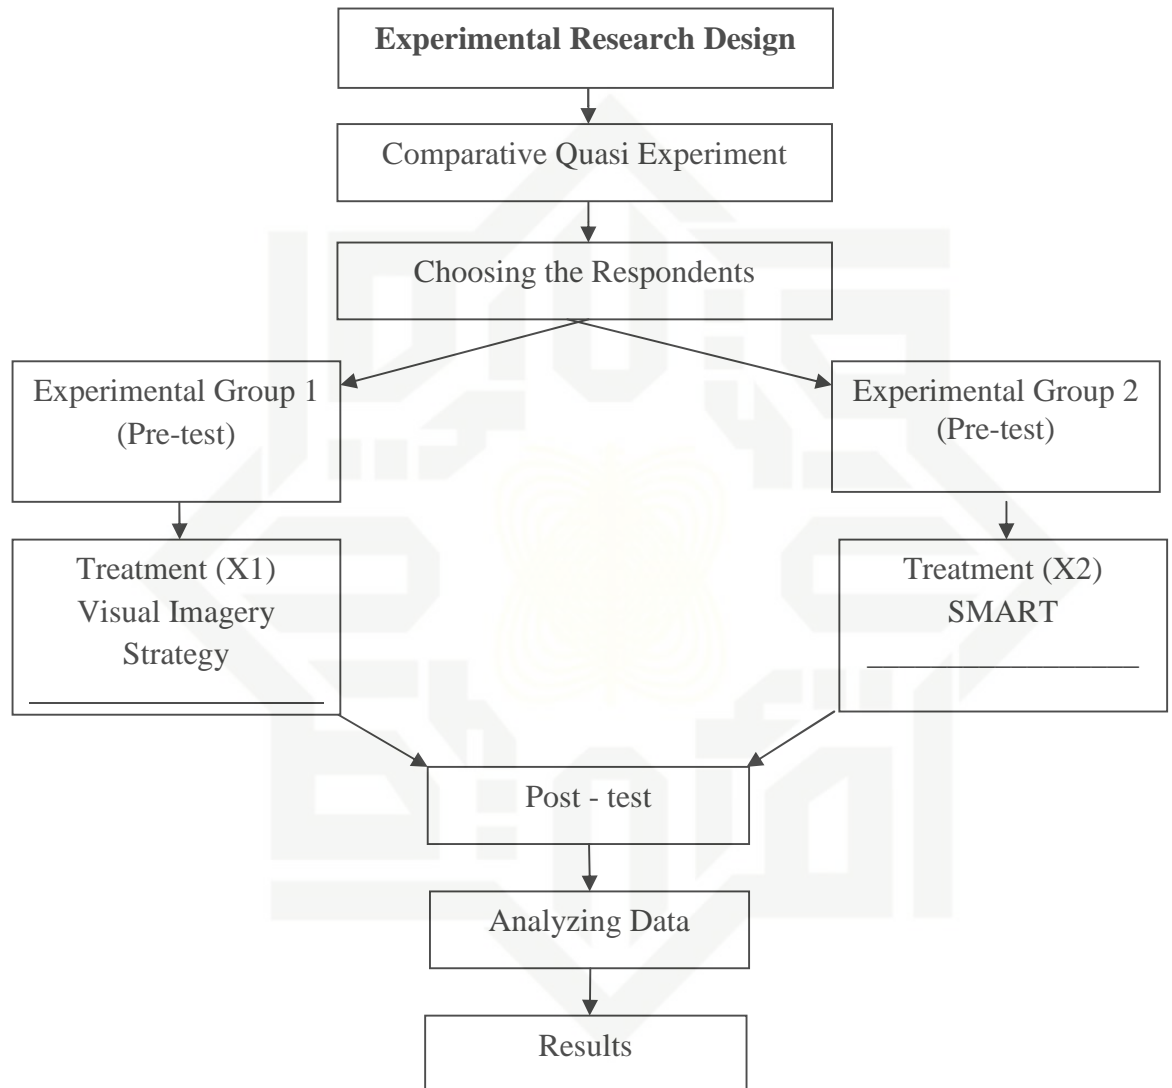 Experimental Research Design
Comparative Quasi Experiment
Choosing the Respondents
Experimental Group 1
(Pre-test)
Experimental Group 2
(Pre-test)
Treatment (X1)
Visual Imagery
Strategy
Treatment (X2)
SMART
Post - test
Analyzing Data
Results